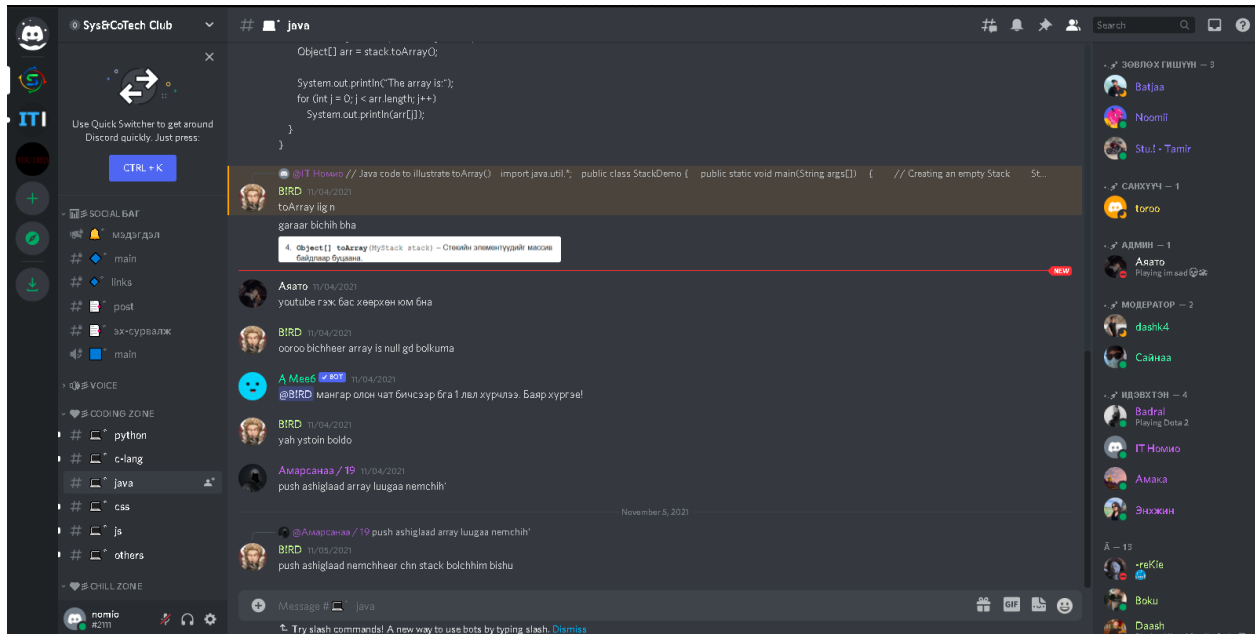 Sys&CoTech Club
Use Quick Switcher to get around
Discord quickly. Just press:
CTRL + K
SOCIAL БАГ
мэдэгдэл
# main
# links
# post
# эх-сурвалж
main
VOICE
CODING ZONE
# python
# c-lang
# java
# css
# js
# others
CHILL ZONE
nomio
#2111
# java
Object[] arr = stack.toArray();
System.out.println("The array is:");
for (int j = 0; j < arr.length; j++)
System.out.println(arr[j]);
}
}
@IT Номио // Java code to illustrate toArray() import java.util.*; public class StackDemo { public static void main(String args[]) { // Creating an empty Stack St...
B!RD 11/04/2021
toArray iig n
garaar bichih bha
4. Object[] toArray(MyStack stack) – Стекийн элементүүдийг массив
байдлаар буцаана.
NEW
Аяато 11/04/2021
youtube гэж бас хөөрхөн юм бна
B!RD 11/04/2021
ooroo bichheer array is null gd bolkuma
Mee6 BOT 11/04/2021
@B!RD мангар олон чат бичсээр бга 1 лвл хүрчлээ. Баяр хүргэе!
B!RD 11/04/2021
yah ystoin boldo
Амарсанаа / 19 11/04/2021
push ashiglaad array luugaa nemchih'
November 5, 2021
@Амарсанаа / 19 push ashiglaad array luugaa nemchih'
B!RD 11/05/2021
push ashiglaad nemchheer chn stack bolchhim bishu
Message # java
GIF
Try slash commands! A new way to use bots by typing slash. Dismiss
Search
ЗӨВЛӨХ ГИШҮҮН — 3
Batjaa
Noomii
Stu.! - Tamir
САНХҮҮЧ — 1
toroo
АДМИН — 1
Аяато
Playing im sad
МОДЕРАТОР — 2
dashk4
Сайнаа
ИДЭВХТЭН — 4
Badral
Playing Dota 2
IT Номио
Амака
Энхжин
Ä — 13
-reKie
Boku
Daash